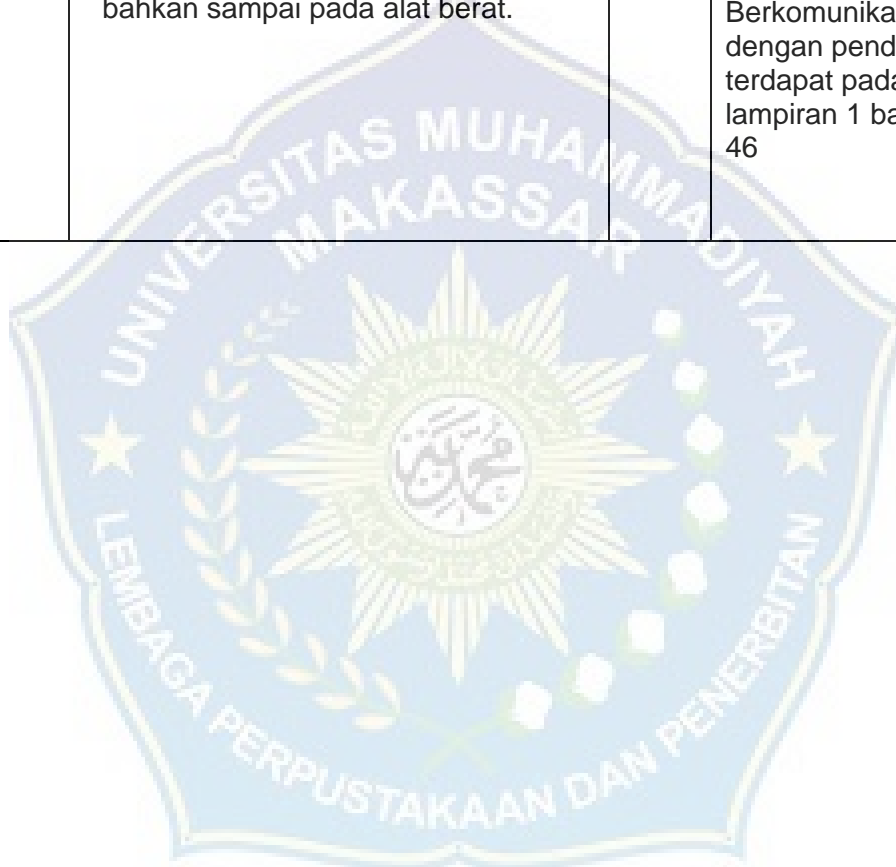 bahkan sampai pada alat berat.
Berkomunika
dengan pend
terdapat pada
lampiran 1 ba
46
UNIVERSITAS MUHAMMADIYAH
MAKASSAR
LEMBAGA PERPUSTAKAAN DAN PENERBITAN